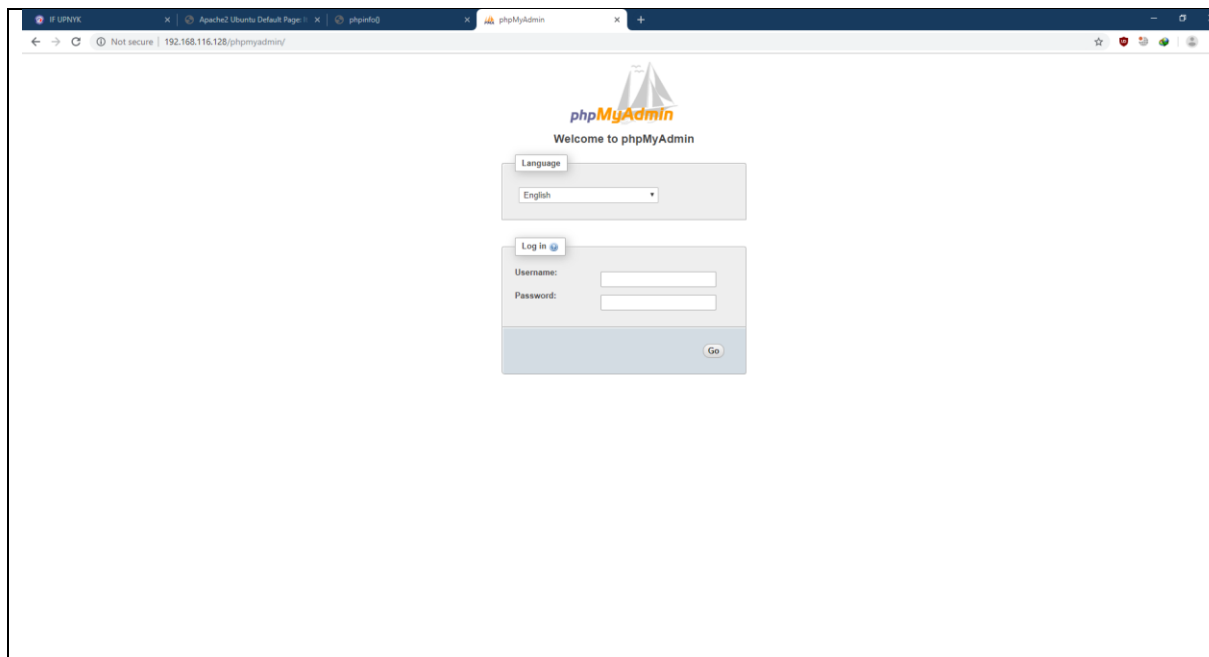 IF UPNYK
Apache2 Ubuntu Default Page: It
phpinfo()
phpMyAdmin
Not secure | 192.168.116.128/phpmyadmin/
phpMyAdmin
Welcome to phpMyAdmin
Language
English
Log in
Username:
Password:
Go